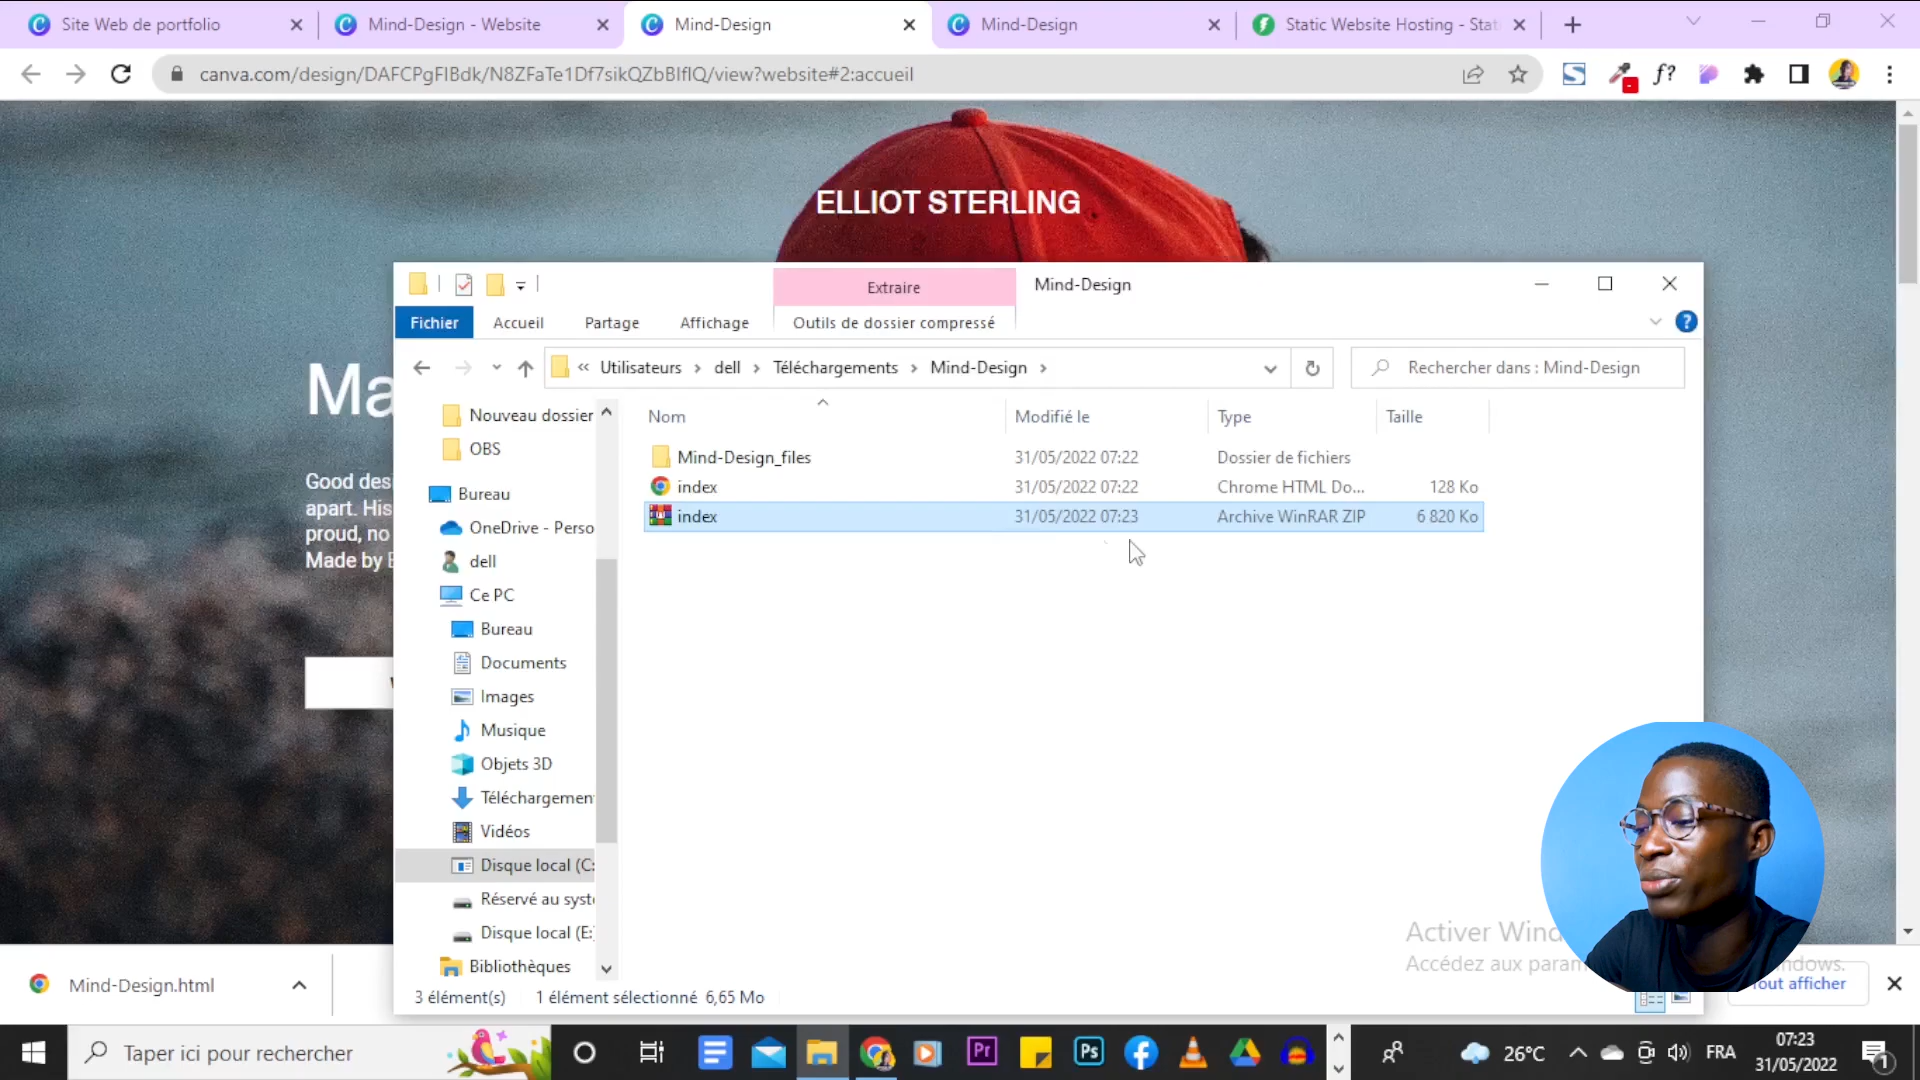 Site Web de portfolio
Mind-Design - Website
Mind-Design
Mind-Design
Static Website Hosting - Stat
canva.com/design/DAFCPgFIBdk/N8ZFaTe1Df7sikQZbBIfIQ/view?website#2:accueil
f?
ELLIOT STERLING
Ma
Good desi
apart. His
proud, no
Made by E
Extraire
Mind-Design
Fichier
Accueil
Partage
Affichage
Outils de dossier compressé
« Utilisateurs > dell > Téléchargements > Mind-Design >
Rechercher dans : Mind-Design
Nouveau dossier
OBS
Bureau
OneDrive - Perso
dell
Ce PC
Bureau
Documents
Images
Musique
Objets 3D
Téléchargemen
Vidéos
Disque local (C:
Réservé au syst
Disque local (E:
Bibliothèques
Nom
Modifié le
Type
Taille
Mind-Design_files 31/05/2022 07:22 Dossier de fichiers
index 31/05/2022 07:22 Chrome HTML Do... 128 Ko
index 31/05/2022 07:23 Archive WinRAR ZIP 6 820 Ko
3 élément(s) 1 élément sélectionné 6,65 Mo
Activer Wind
Accédez aux param
ndows.
Mind-Design.html
Tout afficher
Taper ici pour rechercher
Pr
Ps
26°C
FRA
07:23
31/05/2022
1